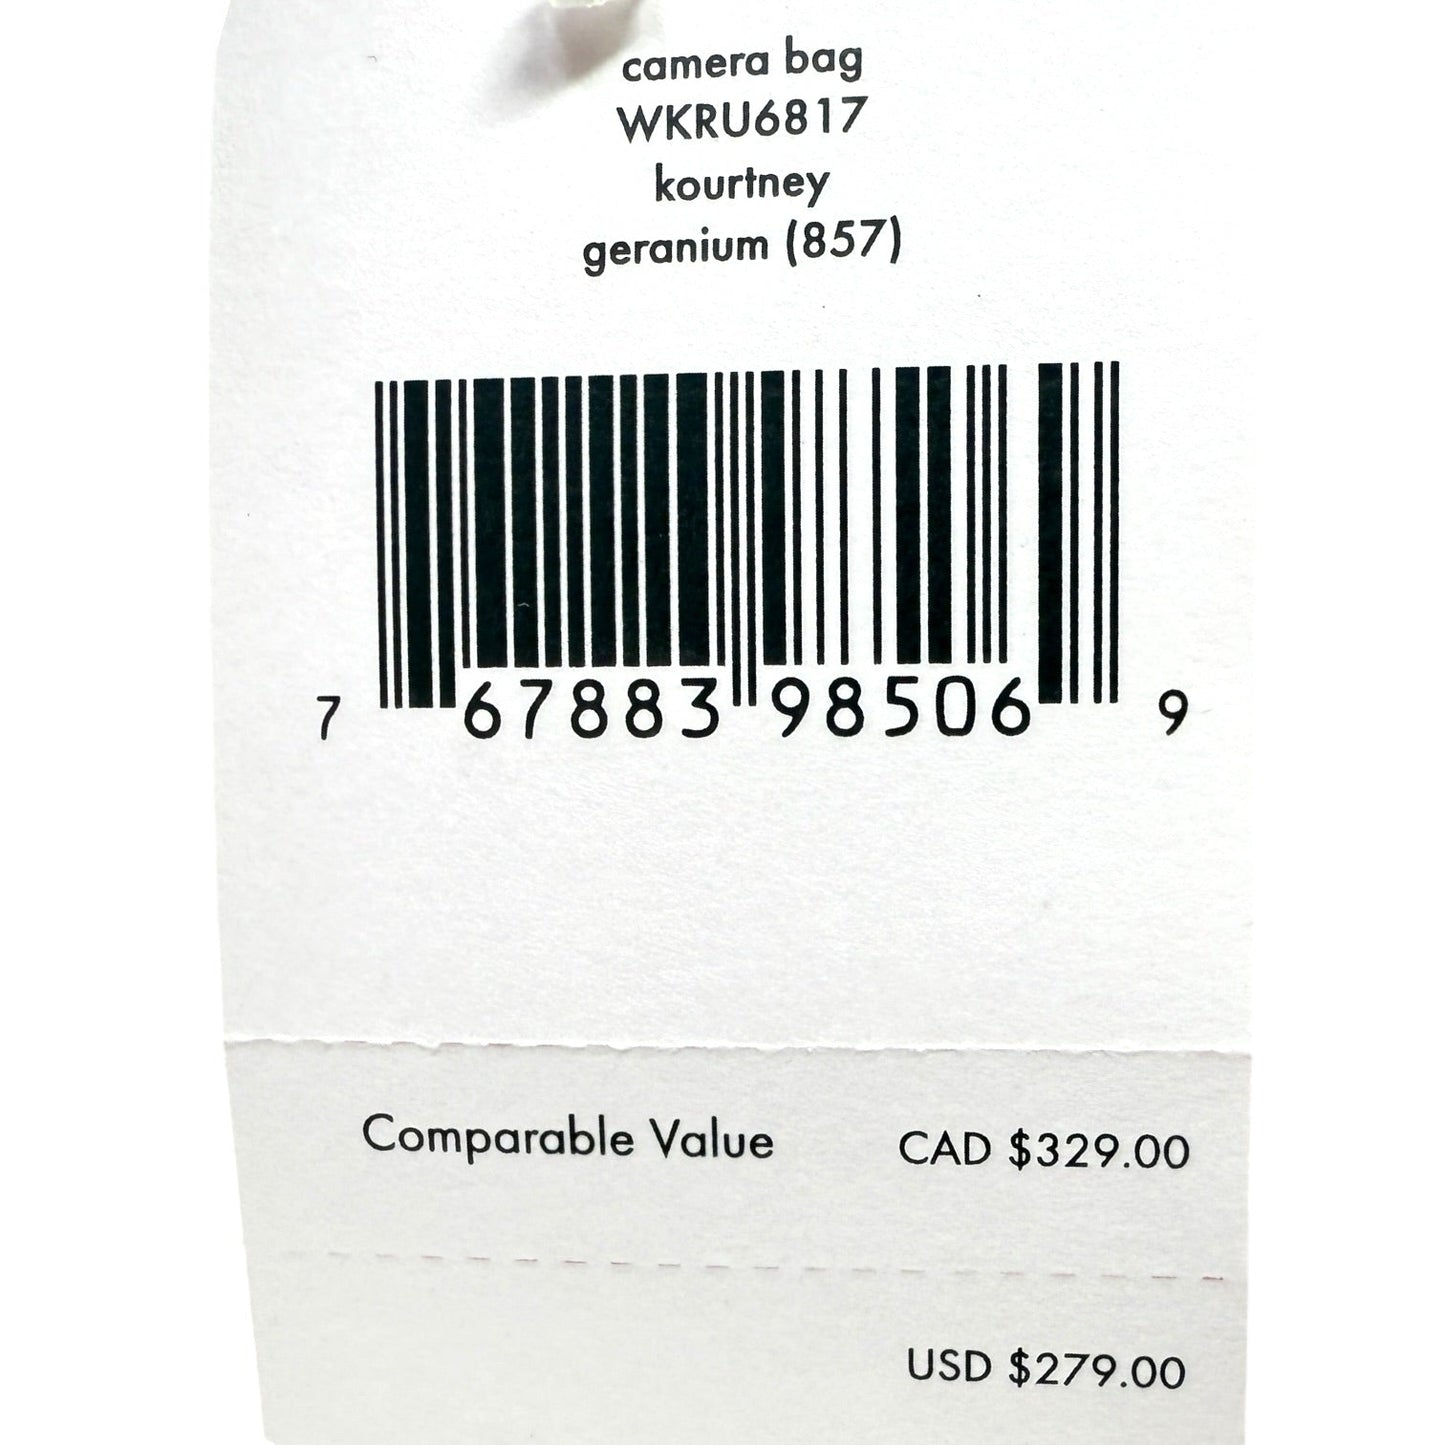 camera bag
WKRU6817
kourtney
geranium (857)
7 67883 98506 9
Comparable Value CAD $329.00
USD $279.00